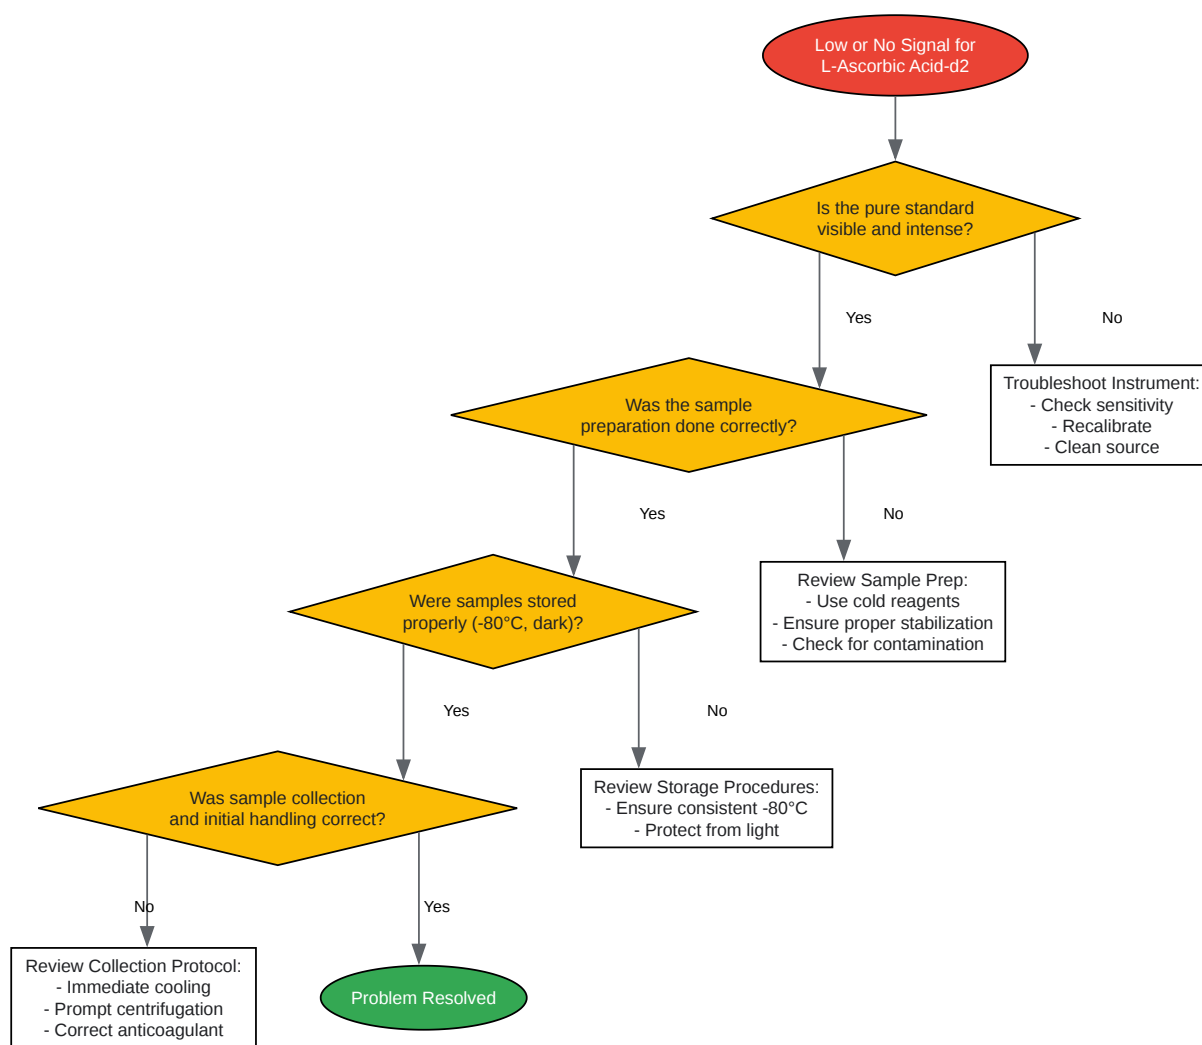 Low or No Signal for
L-Ascorbic Acid-d2
Is the pure standard
visible and intense?
Yes
No
Troubleshoot Instrument:
- Check sensitivity
- Recalibrate
- Clean source
Was the sample
preparation done correctly?
Yes
No
Review Sample Prep:
- Use cold reagents
- Ensure proper stabilization
- Check for contamination
Were samples stored
properly (-80°C, dark)?
Yes
No
Review Storage Procedures:
- Ensure consistent -80°C
- Protect from light
Was sample collection
and initial handling correct?
No
Yes
Review Collection Protocol:
- Immediate cooling
- Prompt centrifugation
- Correct anticoagulant
Problem Resolved